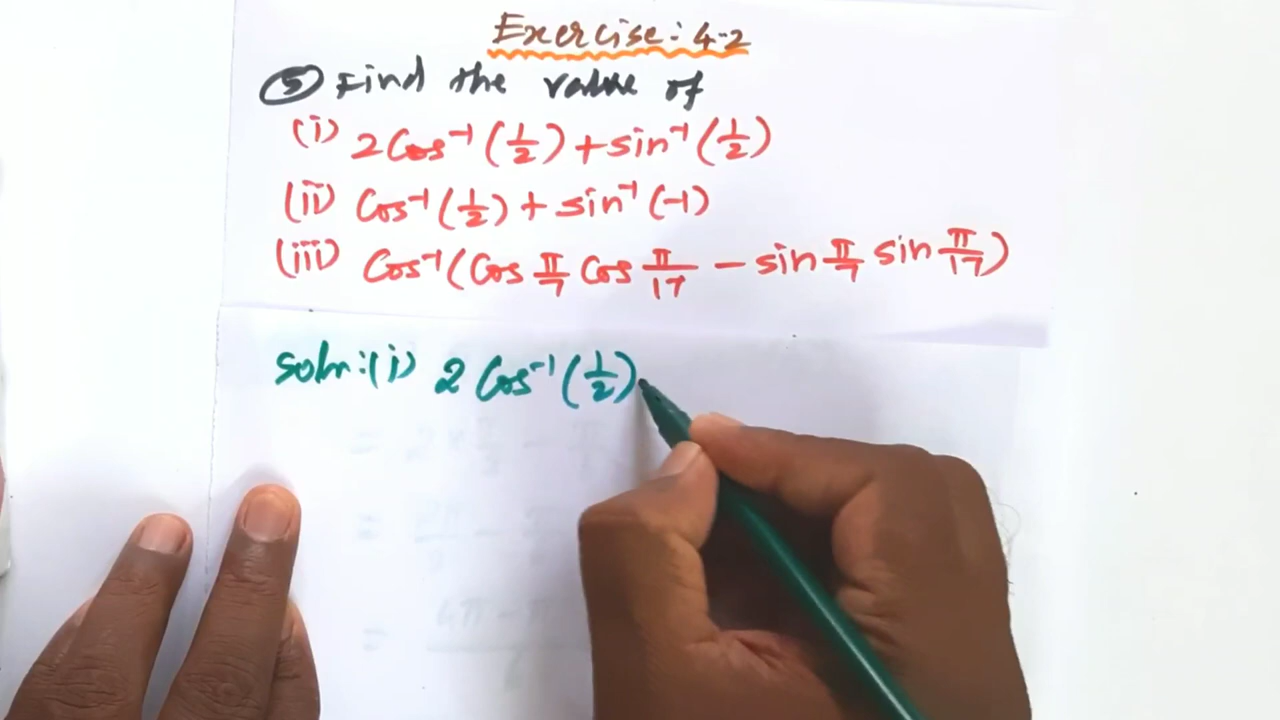 Exercise: 4.2
⑤ Find the value of
(i) 2Cos⁻¹(1/2) + sin⁻¹(1/2)
(ii) Cos⁻¹(1/2) + sin⁻¹(-1)
(iii) Cos⁻¹(Cos π/7 Cos π/17 - sin π/7 sin π/17)
soln:(i) 2 Cos⁻¹(1/2)